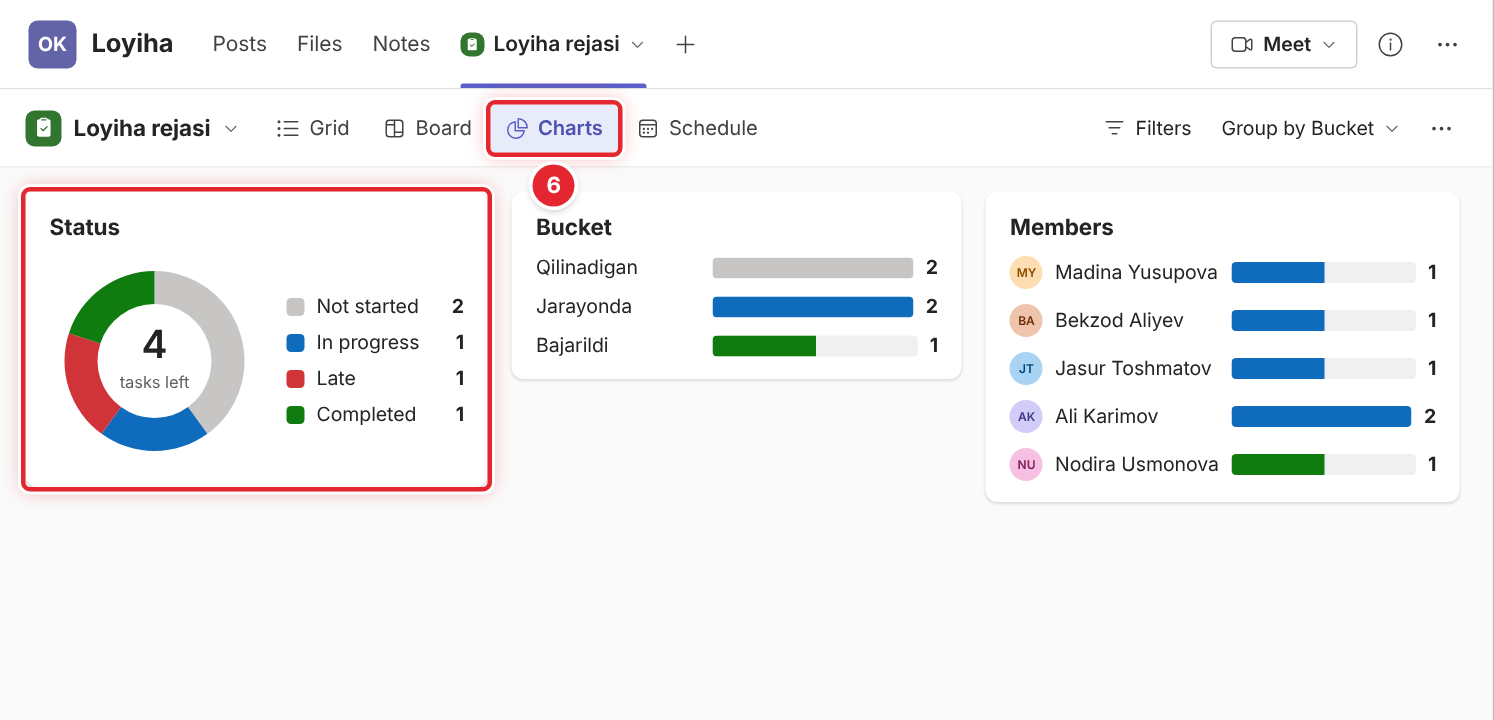 OK Loyiha Posts Files Notes Loyiha rejasi Meet
Loyiha rejasi Grid Board Charts Schedule Filters Group by Bucket
6
Status
4
tasks left
Not started 2
In progress 1
Late 1
Completed 1
Bucket
Qilinadigan 2
Jarayonda 2
Bajarildi 1
Members
MY Madina Yusupova 1
BA Bekzod Aliyev 1
JT Jasur Toshmatov 1
AK Ali Karimov 2
NU Nodira Usmonova 1